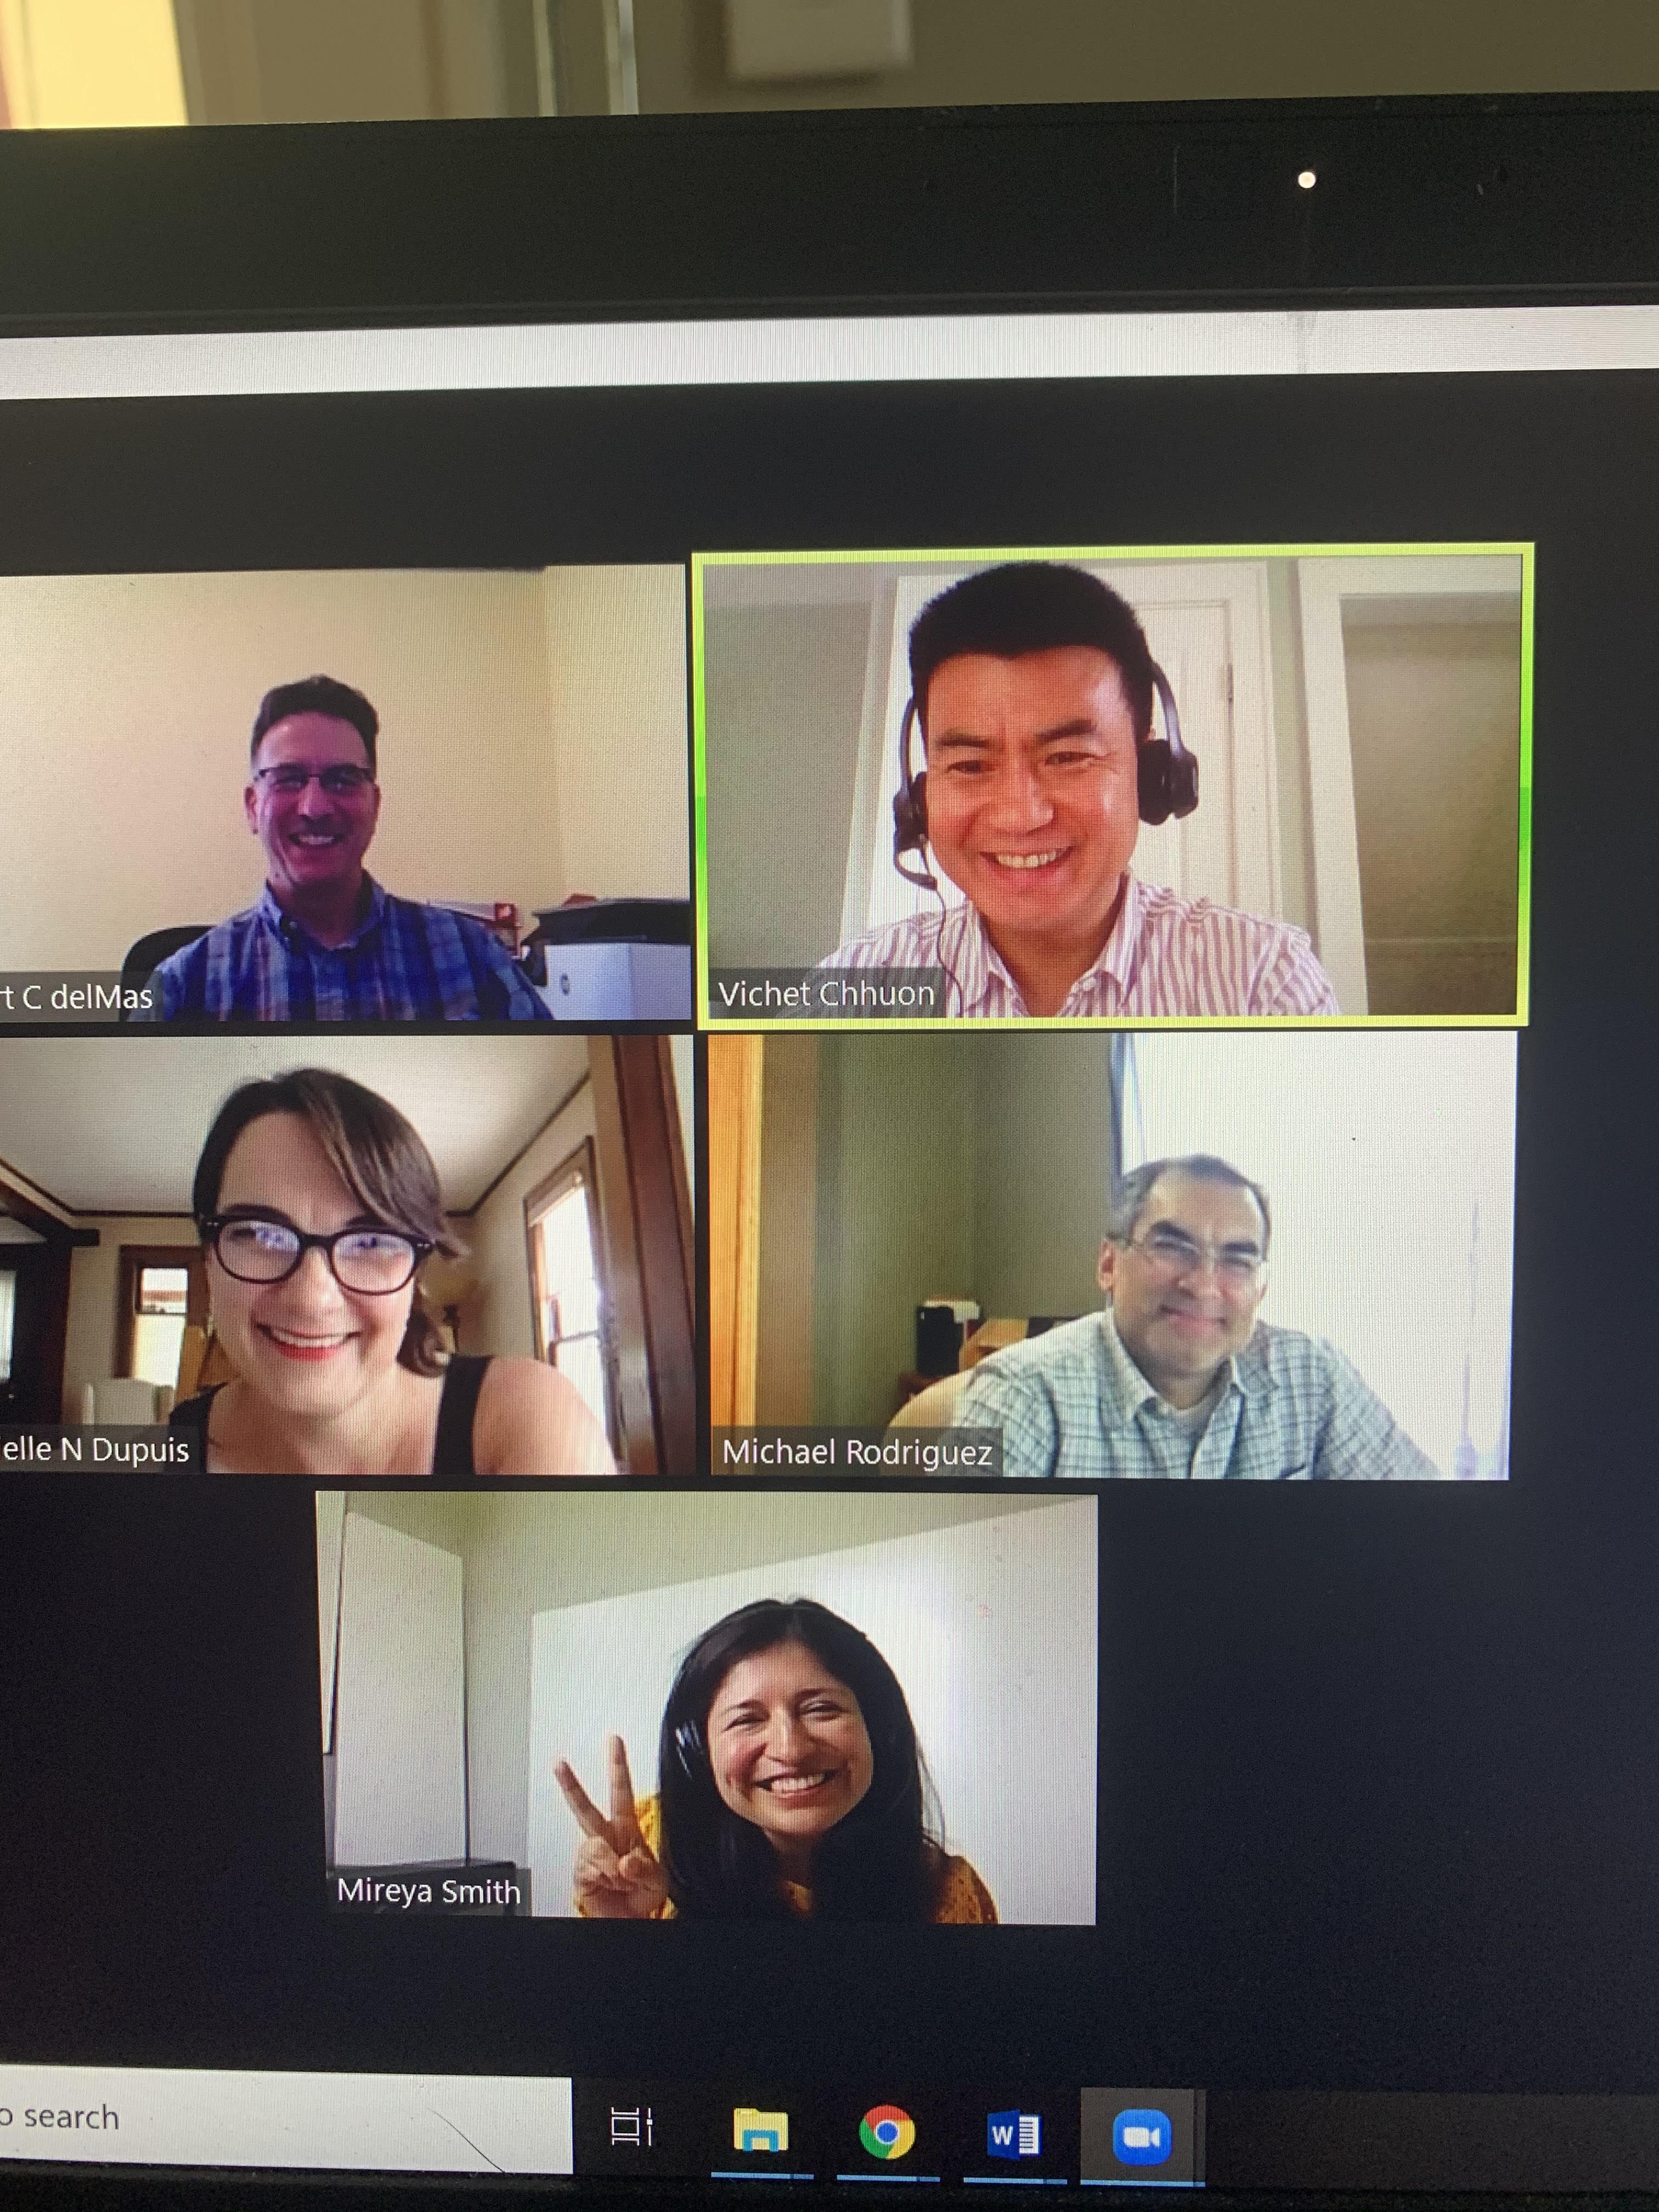 t C delMas
Vichet Chhuon
elle N Dupuis
Michael Rodriguez
Mireya Smith
o search
W